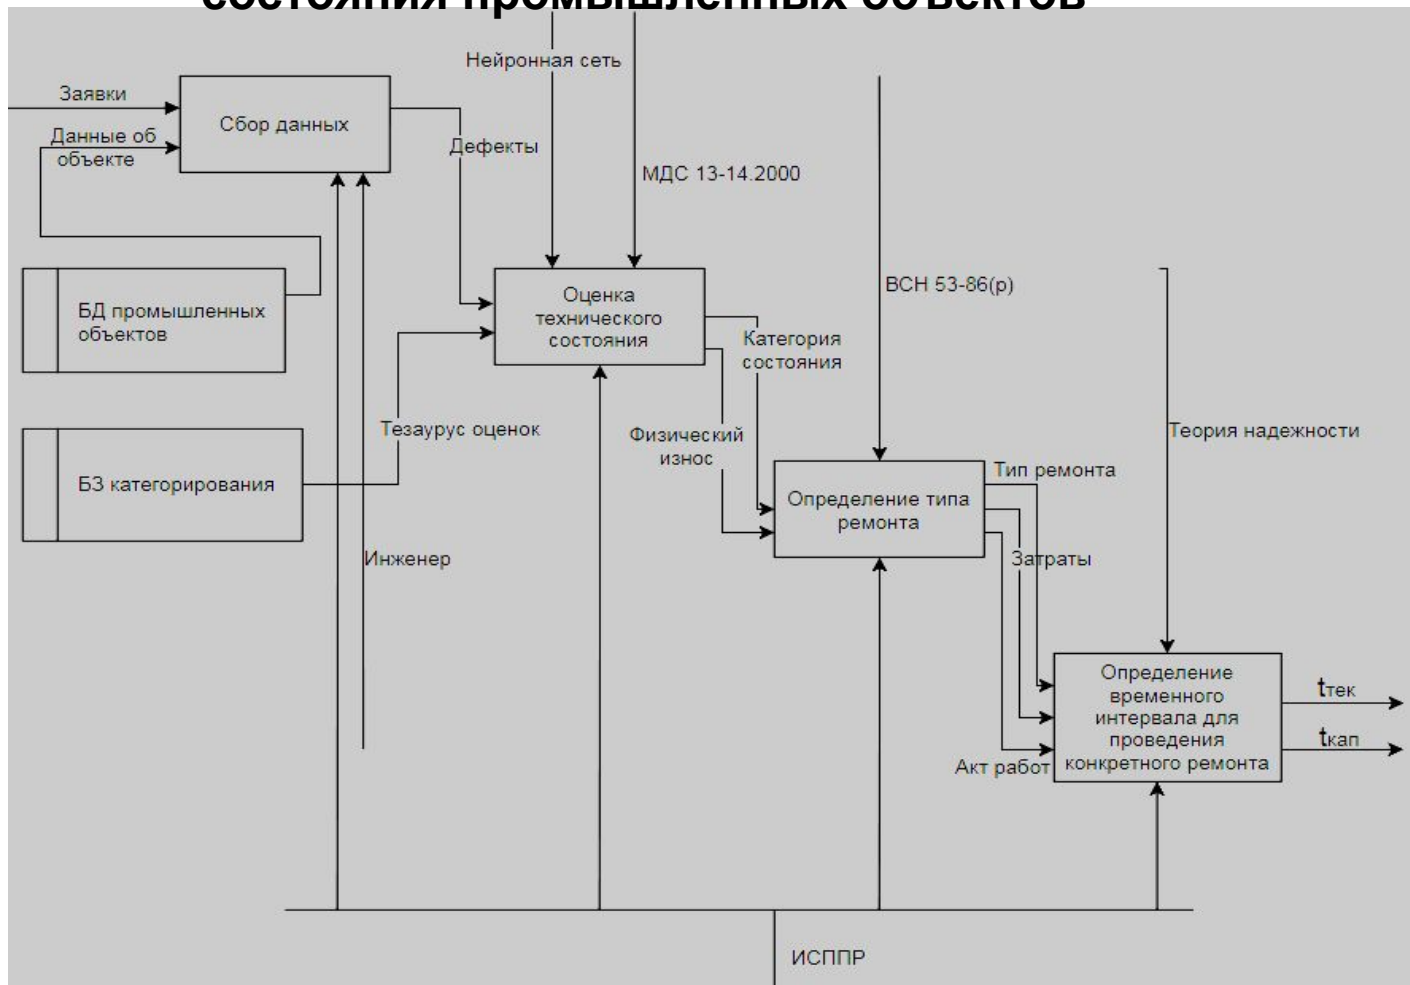 состояния промышленных объектов
Нейронная сеть
Заявки
Сбор данных
Данные об
объекте
Дефекты
МДС 13-14.2000
БД промышленных
объектов
Оценка
технического
состояния
ВСН 53-86(р)
Категория
состояния
Тезаурус оценок
Физический
износ
Теория надежности
БЗ категорирования
Определение типа
ремонта
Тип ремонта
Инженер
Затраты
Определение
временного
интервала для
проведения
конкретного ремонта
tтек
tкап
Акт работ
ИСППР